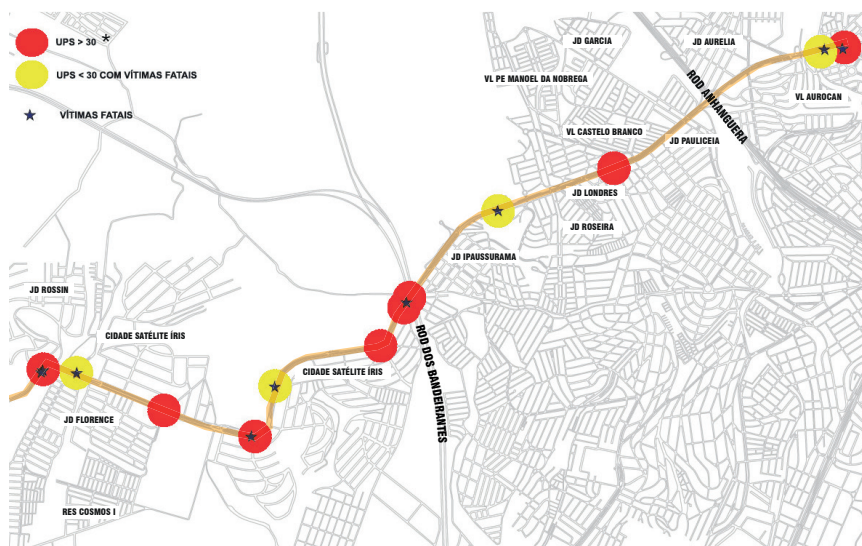 UPS > 30
UPS < 30 COM VÍTIMAS FATAIS
VÍTIMAS FATAIS
JD GARCIA
JD AURELIA
VL PE MANOEL DA NOBREGA
ROD ANHANGUERA
VL AUROCAN
VL CASTELO BRANCO
JD PAULICEIA
JD LONDRES
JD ROSEIRA
JD IPAUSSURAMA
JD ROSSIN
CIDADE SATÉLITE ÍRIS
CIDADE SATÉLITE ÍRIS
ROD DOS BANDEIRANTES
JD FLORENCE
RES COSMOS I